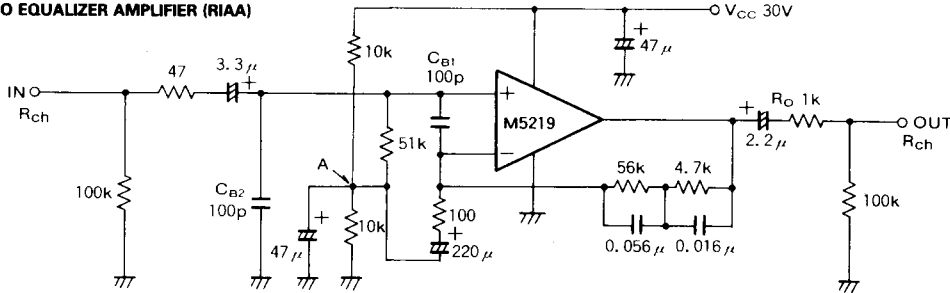 O EQUALIZER AMPLIFIER (RIAA)
VCC 30V
10k
+
47μ
CB1
100p
47
3.3μ
+
IN
Rch
+
M5219
−
+
RO 1k
2.2μ
OUT
Rch
51k
A
56k
4.7k
100k
CB2
100p
100
+
220μ
0.056μ
0.016μ
100k
+
47μ
10k